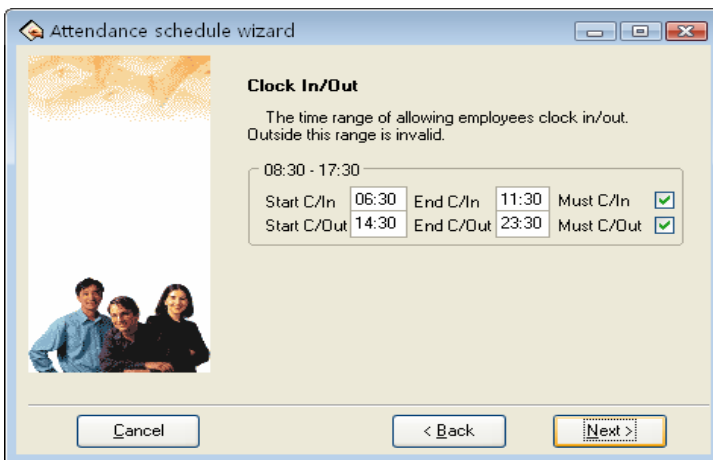 Attendance schedule wizard
Clock In/Out
The time range of allowing employees clock in/out.
Outside this range is invalid.
08:30 - 17:30
Start C/In 06:30 End C/In 11:30 Must C/In
Start C/Out 14:30 End C/Out 23:30 Must C/Out
Cancel < Back Next >